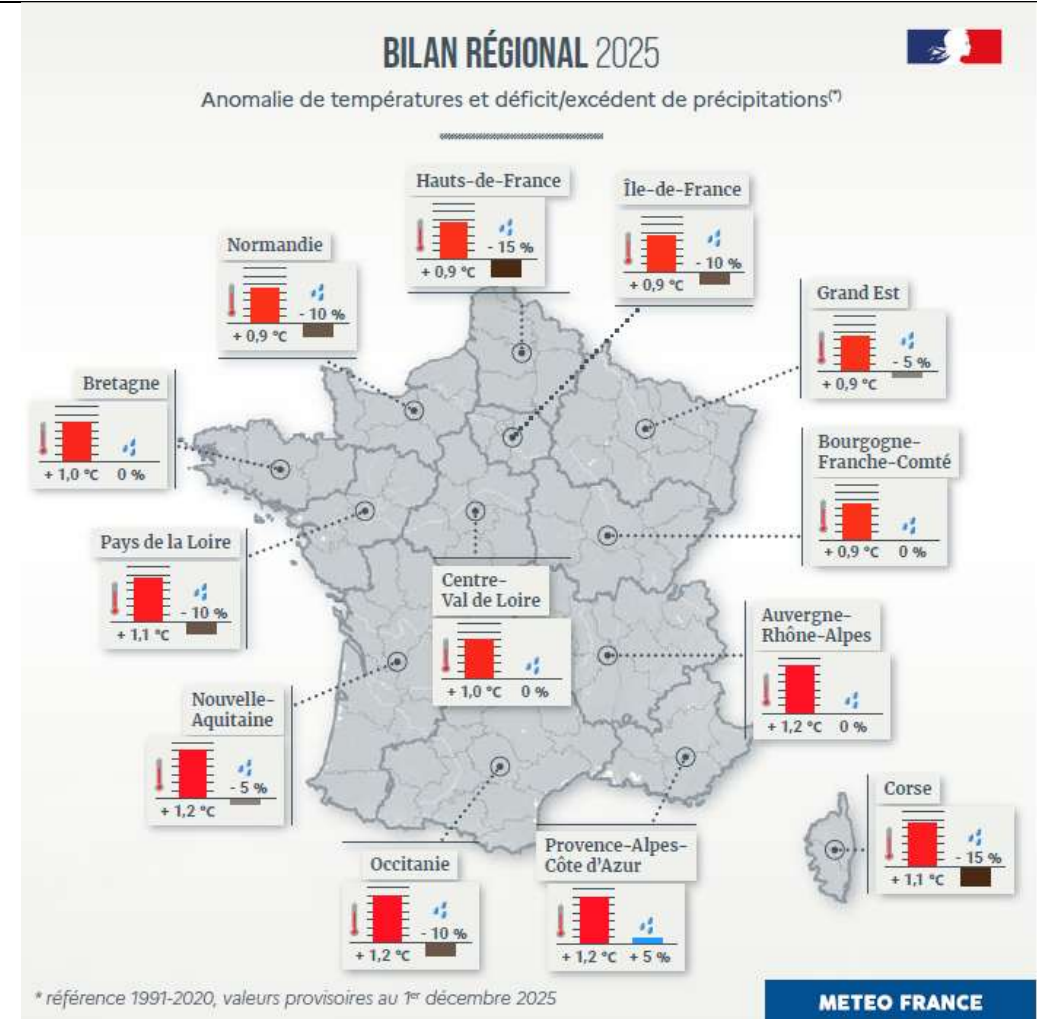 BILAN RÉGIONAL 2025
Anomalie de températures et déficit/excédent de précipitations(*)
Hauts-de-France
- 15 %
+ 0,9 °C
Île-de-France
- 10 %
+ 0,9 °C
Normandie
- 10 %
+ 0,9 °C
Grand Est
- 5 %
+ 0,9 °C
Bretagne
+ 1,0 °C 0 %
Bourgogne-
Franche-Comté
+ 0,9 °C 0 %
Pays de la Loire
- 10 %
+ 1,1 °C
Centre-
Val de Loire
+ 1,0 °C 0 %
Auvergne-
Rhône-Alpes
+ 1,2 °C 0 %
Nouvelle-
Aquitaine
- 5 %
+ 1,2 °C
Corse
- 15 %
+ 1,1 °C
Occitanie
- 10 %
+ 1,2 °C
Provence-Alpes-
Côte d'Azur
+ 1,2 °C + 5 %
* référence 1991-2020, valeurs provisoires au 1er décembre 2025
METEO FRANCE